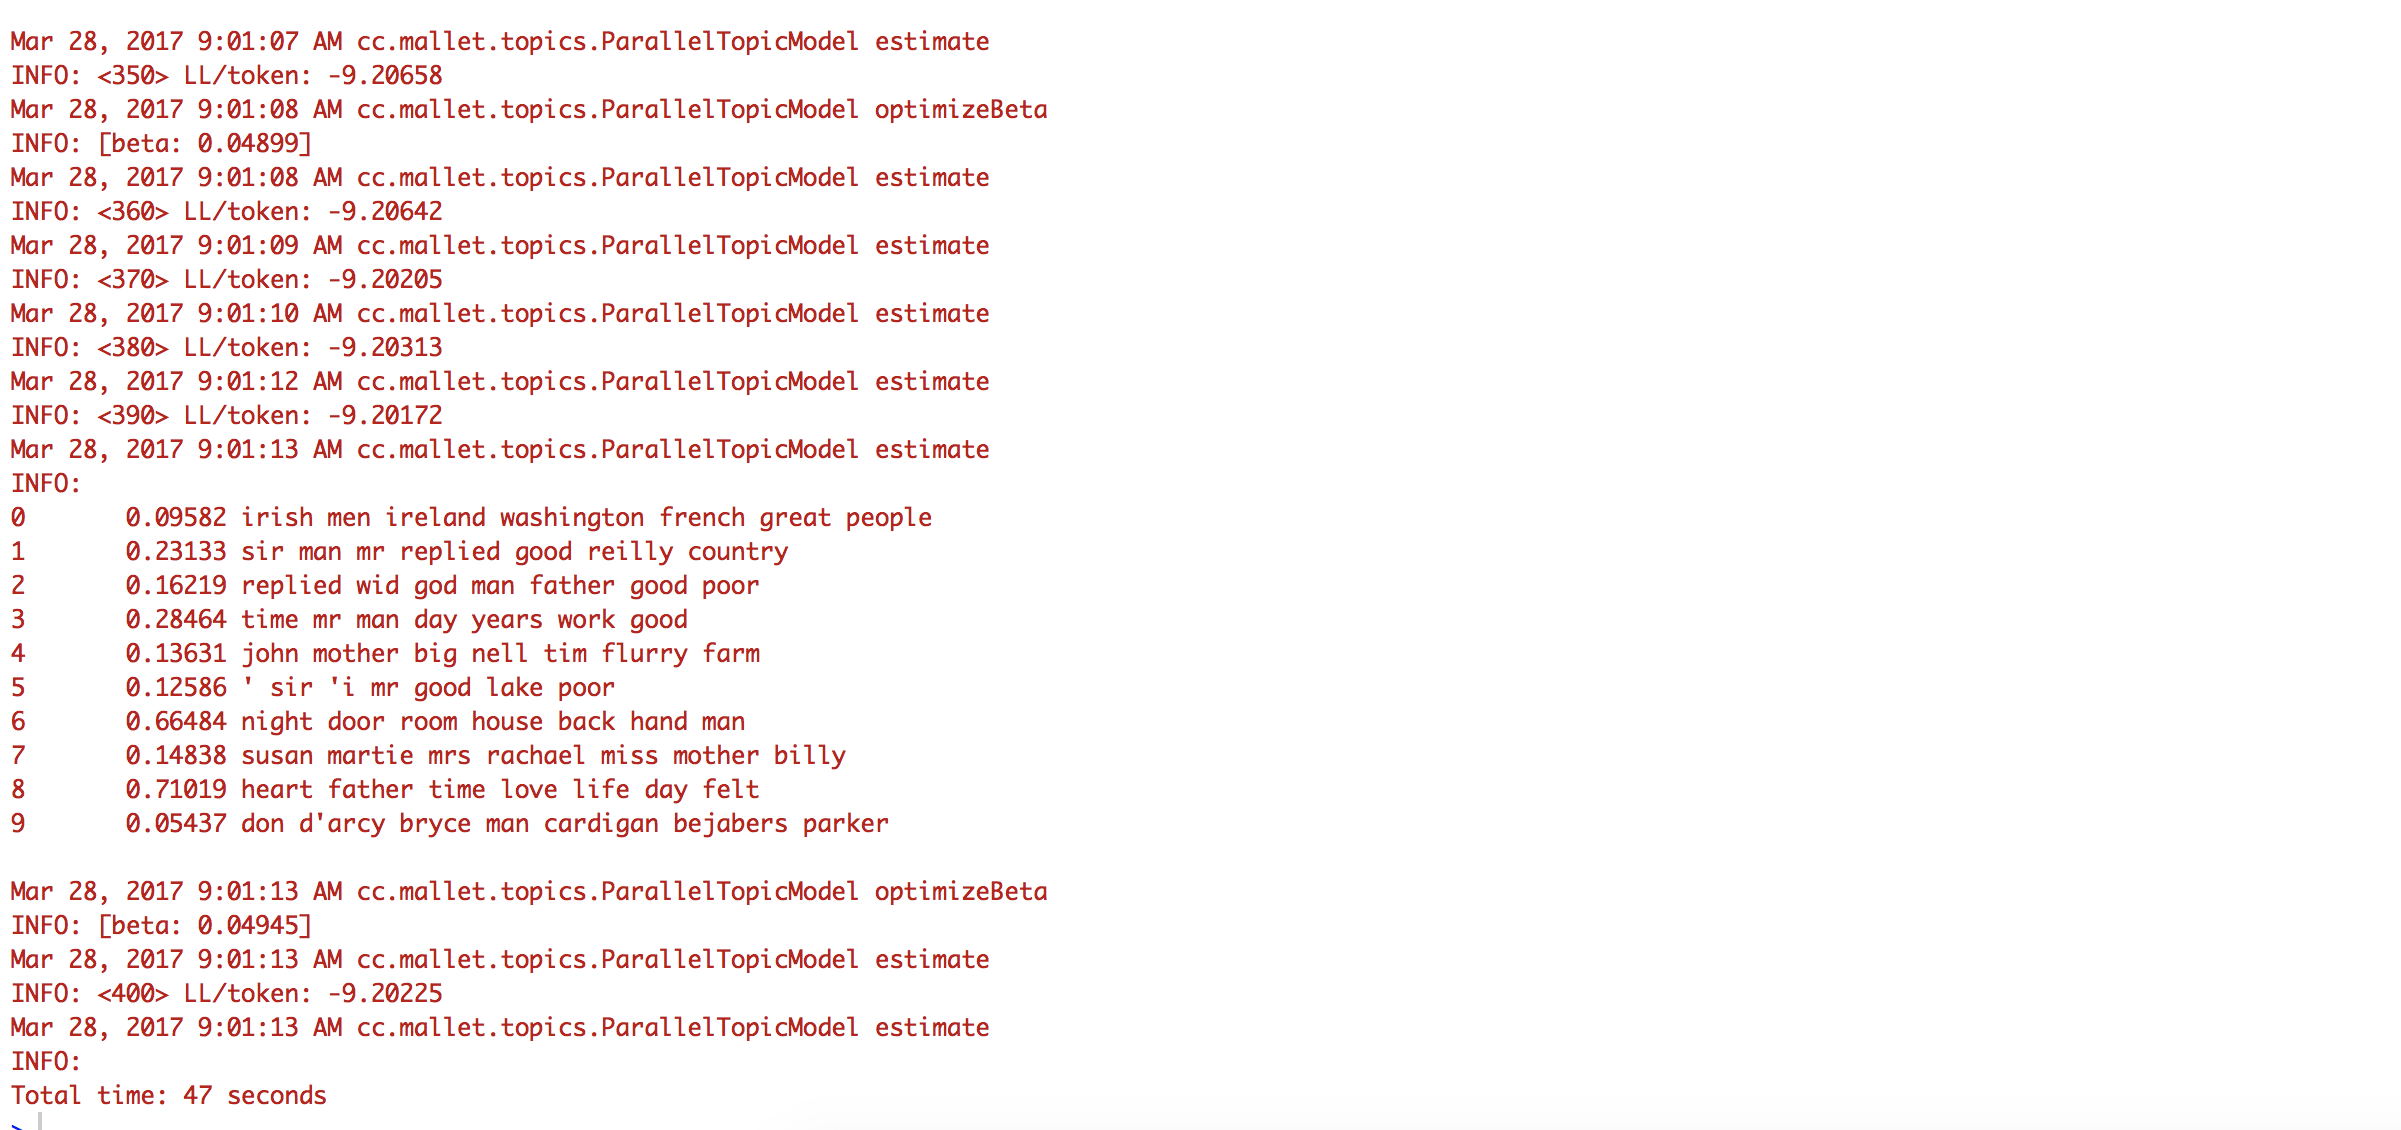 Mar 28, 2017 9:01:07 AM cc.mallet.topics.ParallelTopicModel estimate
INFO: <350> LL/token: -9.20658
Mar 28, 2017 9:01:08 AM cc.mallet.topics.ParallelTopicModel optimizeBeta
INFO: [beta: 0.04899]
Mar 28, 2017 9:01:08 AM cc.mallet.topics.ParallelTopicModel estimate
INFO: <360> LL/token: -9.20642
Mar 28, 2017 9:01:09 AM cc.mallet.topics.ParallelTopicModel estimate
INFO: <370> LL/token: -9.20205
Mar 28, 2017 9:01:10 AM cc.mallet.topics.ParallelTopicModel estimate
INFO: <380> LL/token: -9.20313
Mar 28, 2017 9:01:12 AM cc.mallet.topics.ParallelTopicModel estimate
INFO: <390> LL/token: -9.20172
Mar 28, 2017 9:01:13 AM cc.mallet.topics.ParallelTopicModel estimate
INFO:
0       0.09582 irish men ireland washington french great people
1       0.23133 sir man mr replied good reilly country
2       0.16219 replied wid god man father good poor
3       0.28464 time mr man day years work good
4       0.13631 john mother big nell tim flurry farm
5       0.12586 ' sir 'i mr good lake poor
6       0.66484 night door room house back hand man
7       0.14838 susan martie mrs rachael miss mother billy
8       0.71019 heart father time love life day felt
9       0.05437 don d'arcy bryce man cardigan bejabers parker
Mar 28, 2017 9:01:13 AM cc.mallet.topics.ParallelTopicModel optimizeBeta
INFO: [beta: 0.04945]
Mar 28, 2017 9:01:13 AM cc.mallet.topics.ParallelTopicModel estimate
INFO: <400> LL/token: -9.20225
Mar 28, 2017 9:01:13 AM cc.mallet.topics.ParallelTopicModel estimate
INFO:
Total time: 47 seconds
>